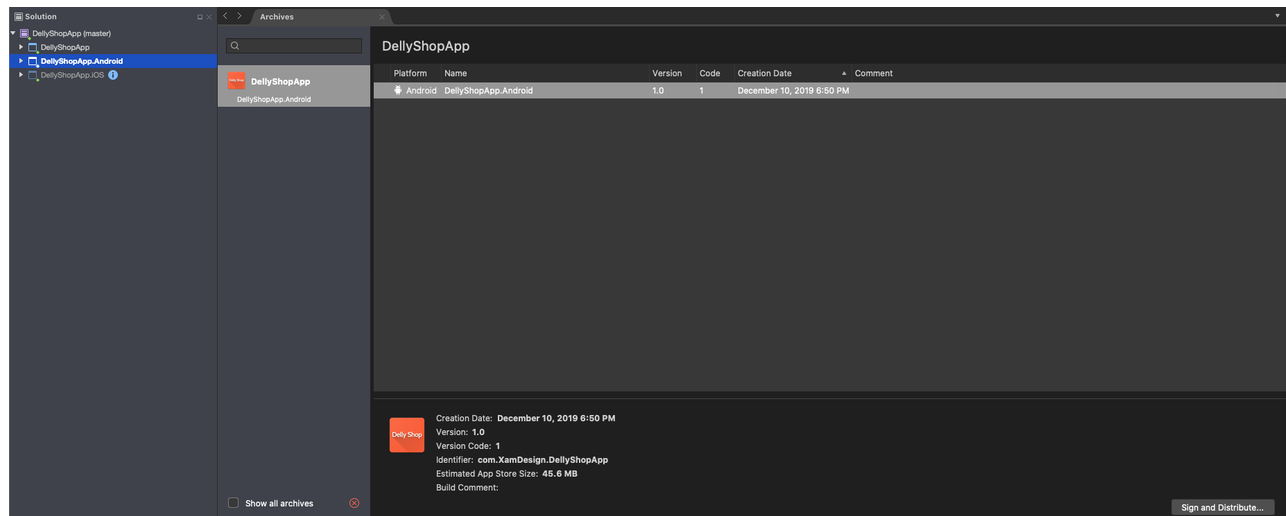 Solution
DellyShopApp (master)
DellyShopApp
DellyShopApp.Android
DellyShopApp.iOS
Archives
DellyShopApp
DellyShopApp.Android
Show all archives
DellyShopApp
Platform Name Version Code Creation Date Comment
Android DellyShopApp.Android 1.0 1 December 10, 2019 6:50 PM
Delly Shop
Creation Date: December 10, 2019 6:50 PM
Version: 1.0
Version Code: 1
Identifier: com.XamDesign.DellyShopApp
Estimated App Store Size: 45.6 MB
Build Comment:
Sign and Distribute...